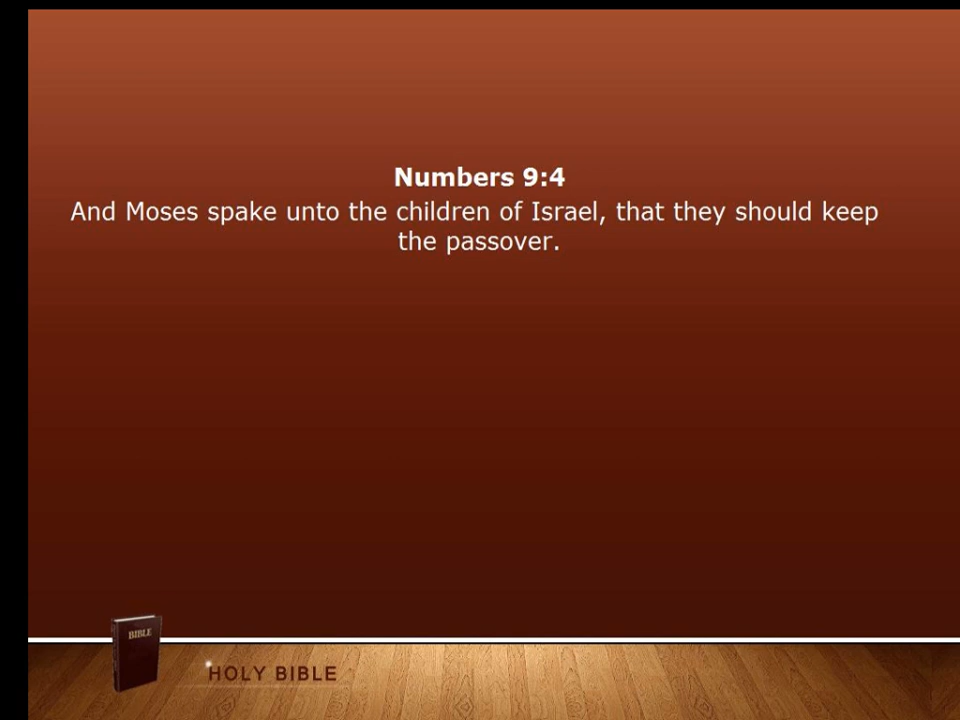 Numbers 9:4
And Moses spake unto the children of Israel, that they should keep
the passover.
BIBLE
HOLY BIBLE